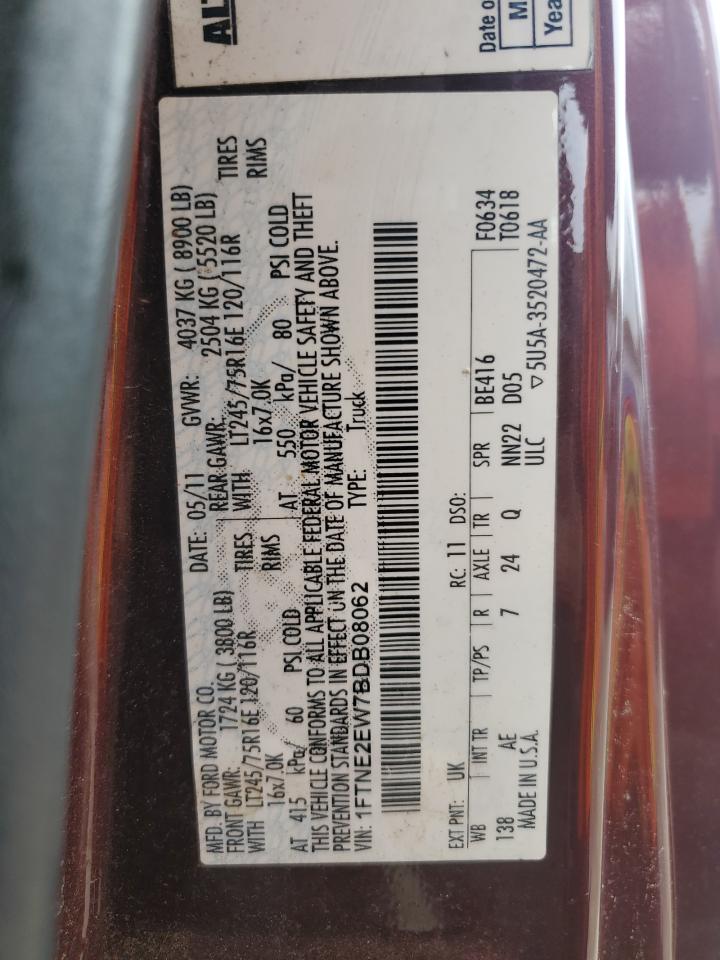 ALT
Date o
M
Yea
MFD. BY FORD MOTOR CO. DATE: 05/11 GVWR: 4037 KG ( 8900 LB)
FRONT GAWR: 1724 KG ( 3800 LB) REAR GAWR: 2504 KG ( 5520 LB)
WITH LT245/75R16E 120/116R TIRES WITH LT245/75R16E 120/116R TIRES
16x7.0K RIMS 16x7.0K RIMS
AT 415 kPa/ 60 PSI COLD AT 550 kPa/ 80 PSI COLD
THIS VEHICLE CONFORMS TO ALL APPLICABLE FEDERAL MOTOR VEHICLE SAFETY AND THEFT
PREVENTION STANDARDS IN EFFECT ON THE DATE OF MANUFACTURE SHOWN ABOVE.
VIN: 1FTNE2EW7BDB08062 TYPE: Truck
EXT PNT: UK RC: 11 DSO: F0634
WB INT TR TP/PS R AXLE TR SPR BE416 T0618
138 AE 7 24 Q NN22 D05
MADE IN U.S.A. ULC ▽5U5A-3520472-AA